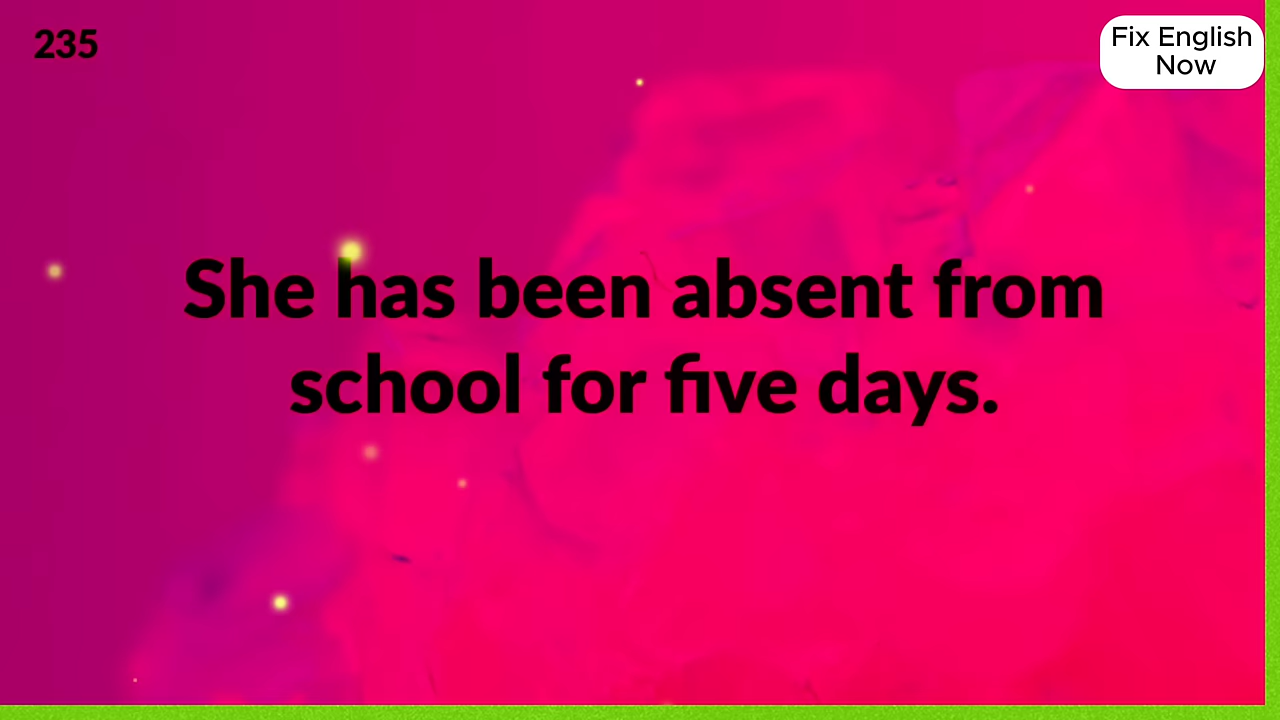 235
Fix English
Now
She has been absent from
school for five days.